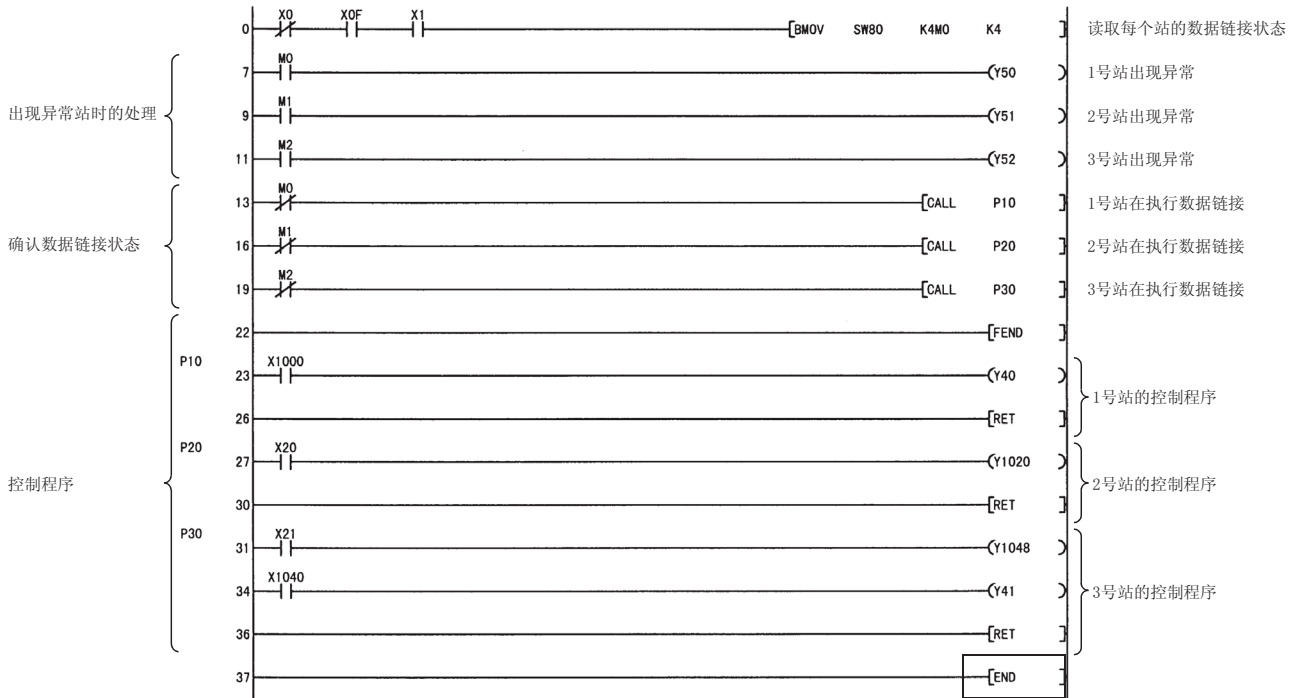 X0 X0F X1
0 BMOV SW80 K4M0 K4 读取每个站的数据链接状态
M0
7 Y50 1号站出现异常
出现异常站时的处理
M1
9 Y51 2号站出现异常
M2
11 Y52 3号站出现异常
M0
13 CALL P10 1号站在执行数据链接
确认数据链接状态
M1
16 CALL P20 2号站在执行数据链接
M2
19 CALL P30 3号站在执行数据链接
22 FEND
P10 X1000
23 Y40
1号站的控制程序
26 RET
P20 X20
27 Y1020
控制程序
2号站的控制程序
30 RET
P30 X21
31 Y1048
X1040
34 Y41
3号站的控制程序
36 RET
37 END